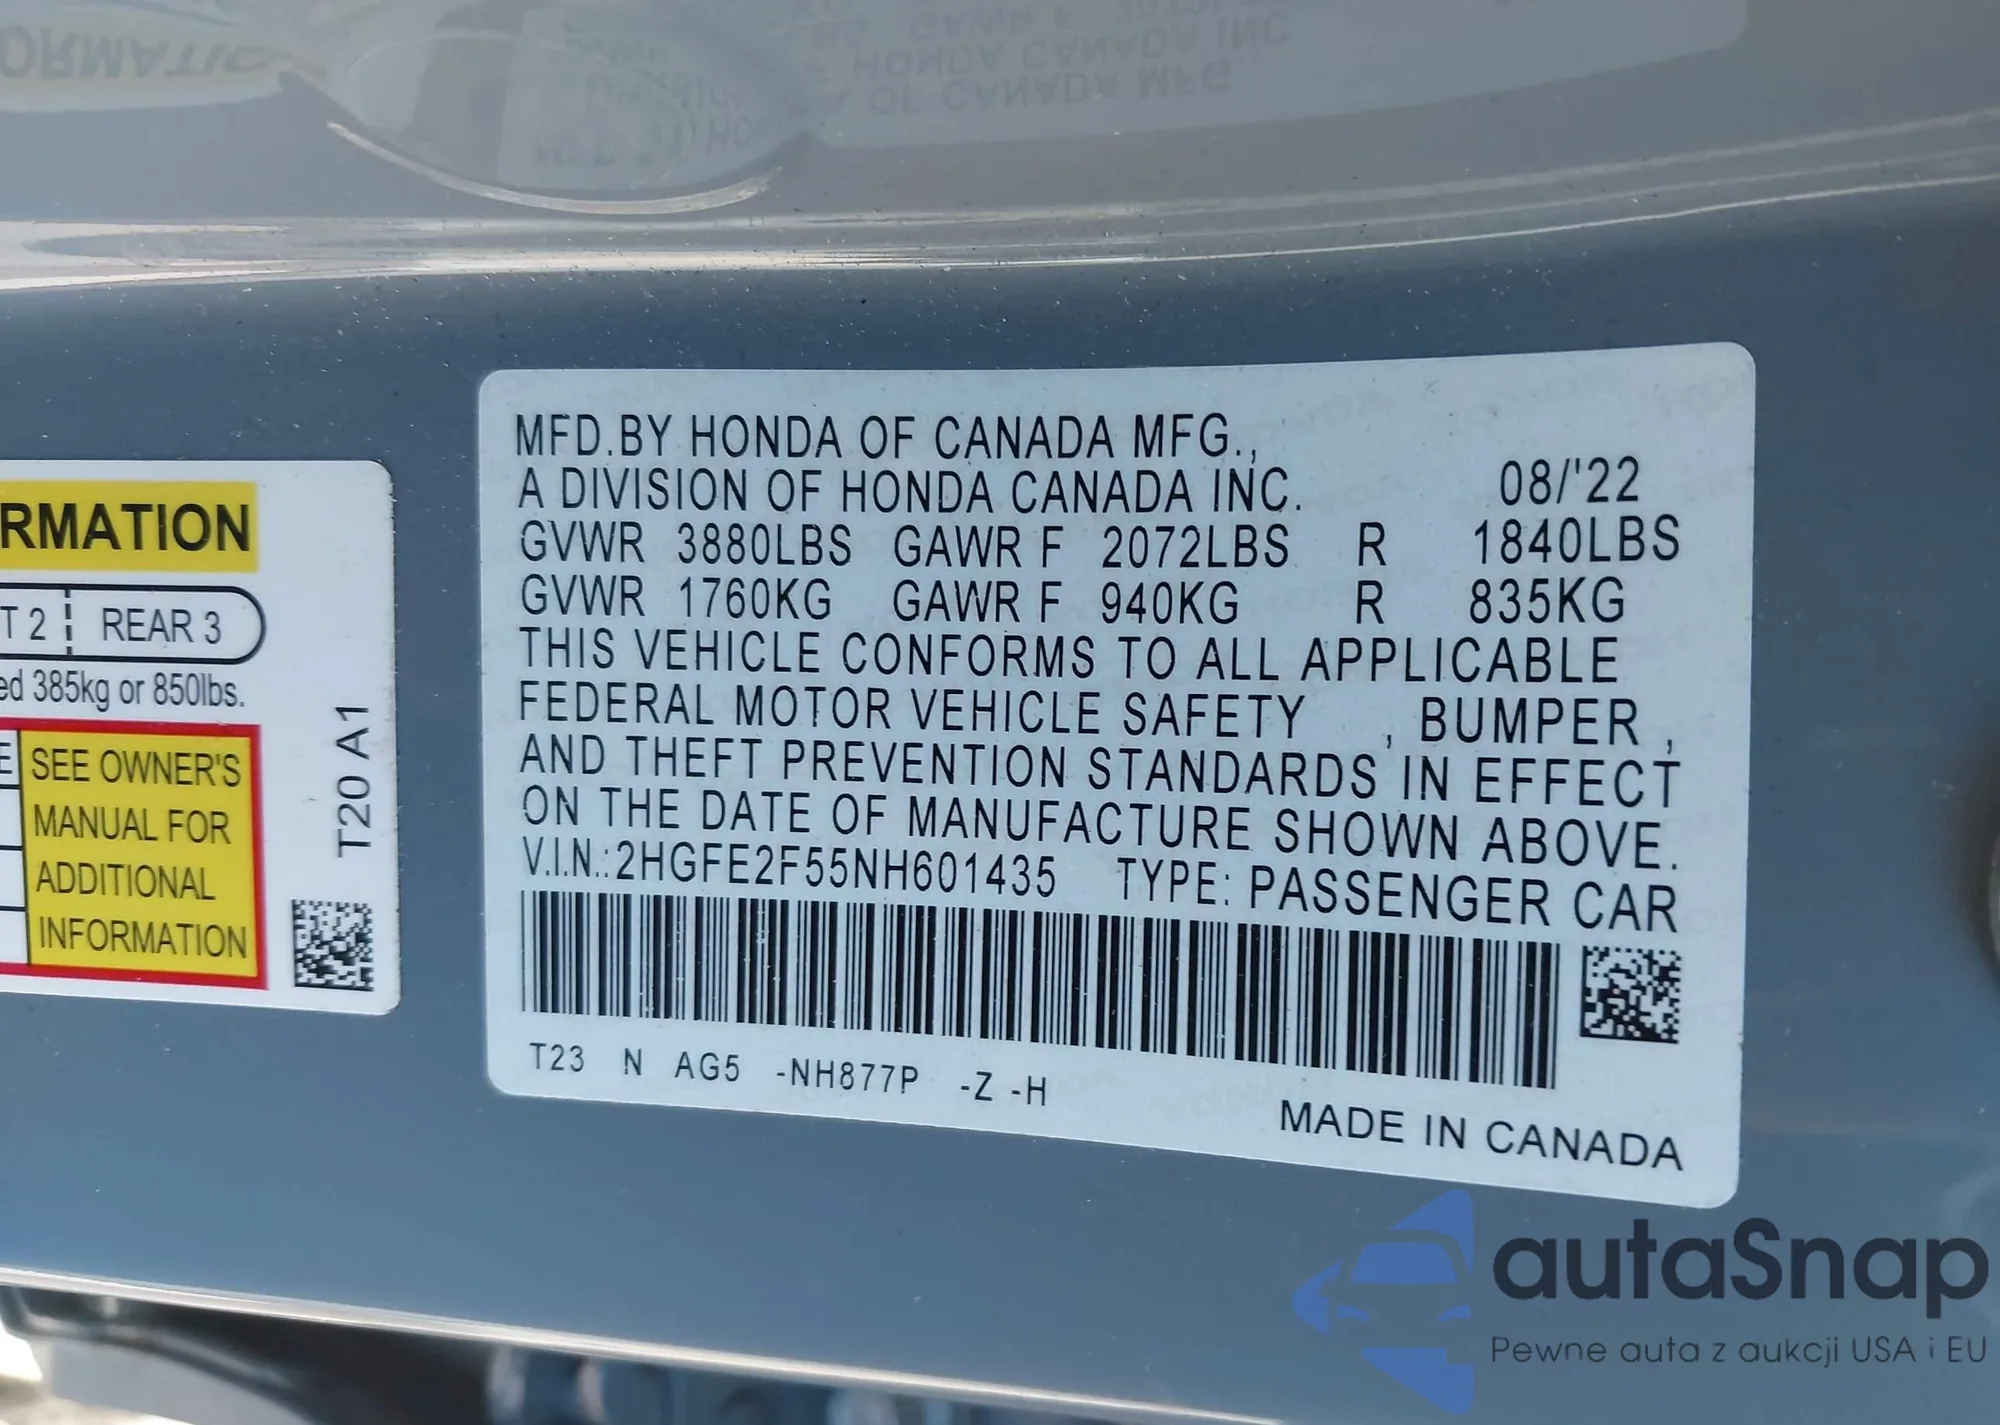 ORMATIC
RMATION
T 2 REAR 3
ed 385kg or 850lbs.
E SEE OWNER'S
MANUAL FOR
ADDITIONAL
INFORMATION
T20 A1
MFD.BY HONDA OF CANADA MFG.,
A DIVISION OF HONDA CANADA INC. 08/'22
GVWR 3880LBS GAWR F 2072LBS R 1840LBS
GVWR 1760KG GAWR F 940KG R 835KG
THIS VEHICLE CONFORMS TO ALL APPLICABLE
FEDERAL MOTOR VEHICLE SAFETY , BUMPER ,
AND THEFT PREVENTION STANDARDS IN EFFECT
ON THE DATE OF MANUFACTURE SHOWN ABOVE.
V.I.N.:2HGFE2F55NH601435 TYPE: PASSENGER CAR
T23 N AG5 -NH877P -Z -H
MADE IN CANADA
autaSnap
Pewne auta z aukcji USA i EU